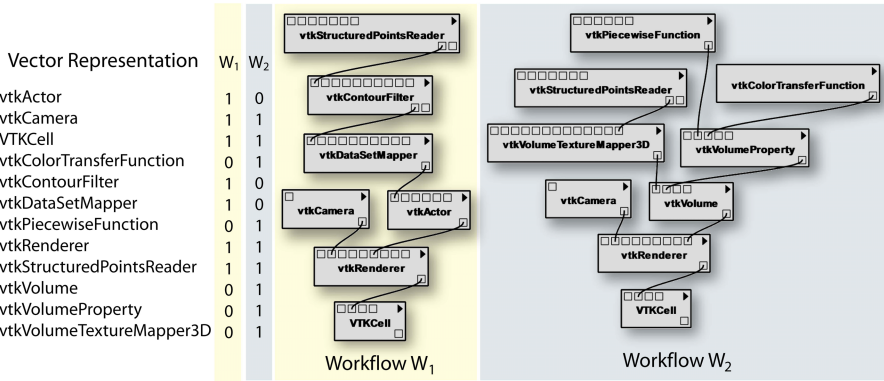 Vector Representation W1 W2
vtkActor 1 0
vtkCamera 1 1
VTKCell 1 1
vtkColorTransferFunction 0 1
vtkContourFilter 1 0
vtkDataSetMapper 1 0
vtkPiecewiseFunction 0 1
vtkRenderer 1 1
vtkStructuredPointsReader 1 1
vtkVolume 0 1
vtkVolumeProperty 0 1
vtkVolumeTextureMapper3D 0 1
vtkStructuredPointsReader
vtkContourFilter
vtkDataSetMapper
vtkCamera
vtkActor
vtkRenderer
VTKCell
Workflow W1
vtkPiecewiseFunction
vtkStructuredPointsReader
vtkColorTransferFunction
vtkVolumeTextureMapper3D
vtkVolumeProperty
vtkCamera
vtkVolume
vtkRenderer
VTKCell
Workflow W2